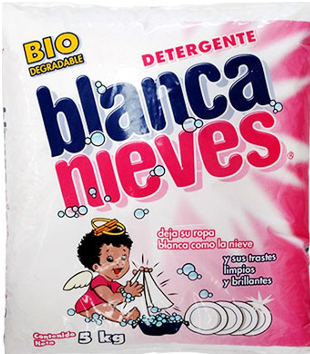 BIO
DEGRADABLE
DETERGENTE
blanca
nieves®
deja su ropa
blanca como la nieve
y sus trastes
limpios
y brillantes
Contenido
Neto 5 kg